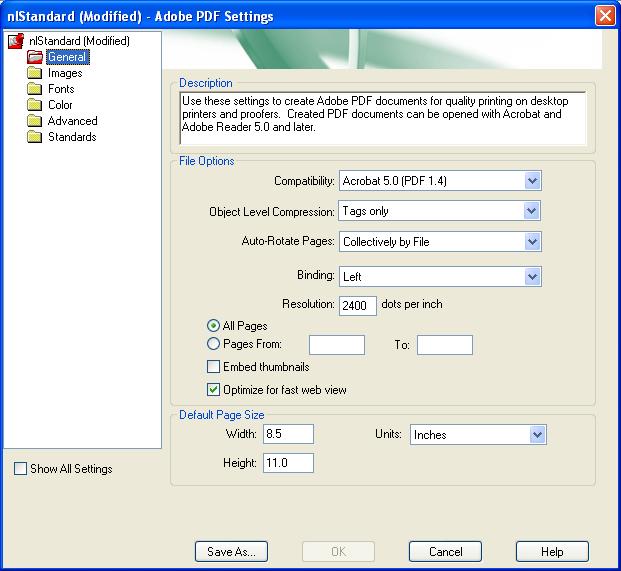 nlStandard (Modified) - Adobe PDF Settings
nlStandard (Modified)
General
Images
Fonts
Color
Advanced
Standards
Show All Settings
Description
Use these settings to create Adobe PDF documents for quality printing on desktop
printers and proofers. Created PDF documents can be opened with Acrobat and
Adobe Reader 5.0 and later.
File Options
Compatibility: Acrobat 5.0 (PDF 1.4)
Object Level Compression: Tags only
Auto-Rotate Pages: Collectively by File
Binding: Left
Resolution: 2400 dots per inch
All Pages
Pages From: To:
Embed thumbnails
Optimize for fast web view
Default Page Size
Width: 8.5 Units: Inches
Height: 11.0
Save As... OK Cancel Help